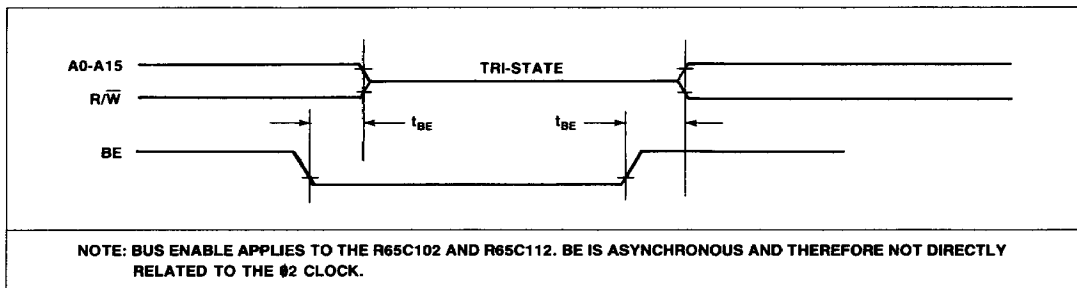 A0-A15
TRI-STATE
R/W̅
tBE
tBE
BE
NOTE: BUS ENABLE APPLIES TO THE R65C102 AND R65C112. BE IS ASYNCHRONOUS AND THEREFORE NOT DIRECTLY
RELATED TO THE ϕ2 CLOCK.